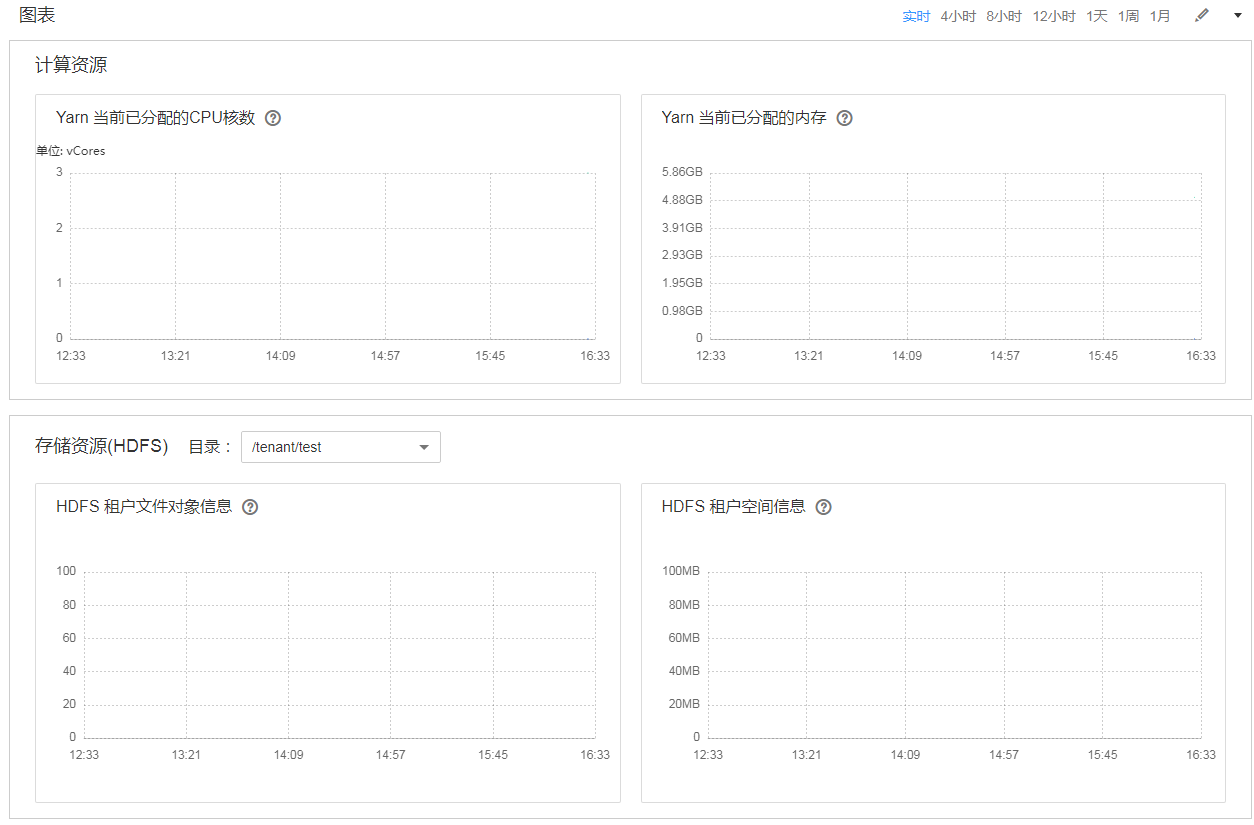 图表 实时 4小时 8小时 12小时 1天 1周 1月
计算资源
Yarn 当前已分配的CPU核数 ?
单位: vCores
3
2
1
0
12:33 13:21 14:09 14:57 15:45 16:33
Yarn 当前已分配的内存 ?
5.86GB
4.88GB
3.91GB
2.93GB
1.95GB
0.98GB
0
12:33 13:21 14:09 14:57 15:45 16:33
存储资源(HDFS) 目录： /tenant/test
HDFS 租户文件对象信息 ?
100
80
60
40
20
0
12:33 13:21 14:09 14:57 15:45 16:33
HDFS 租户空间信息 ?
100MB
80MB
60MB
40MB
20MB
0
12:33 13:21 14:09 14:57 15:45 16:33